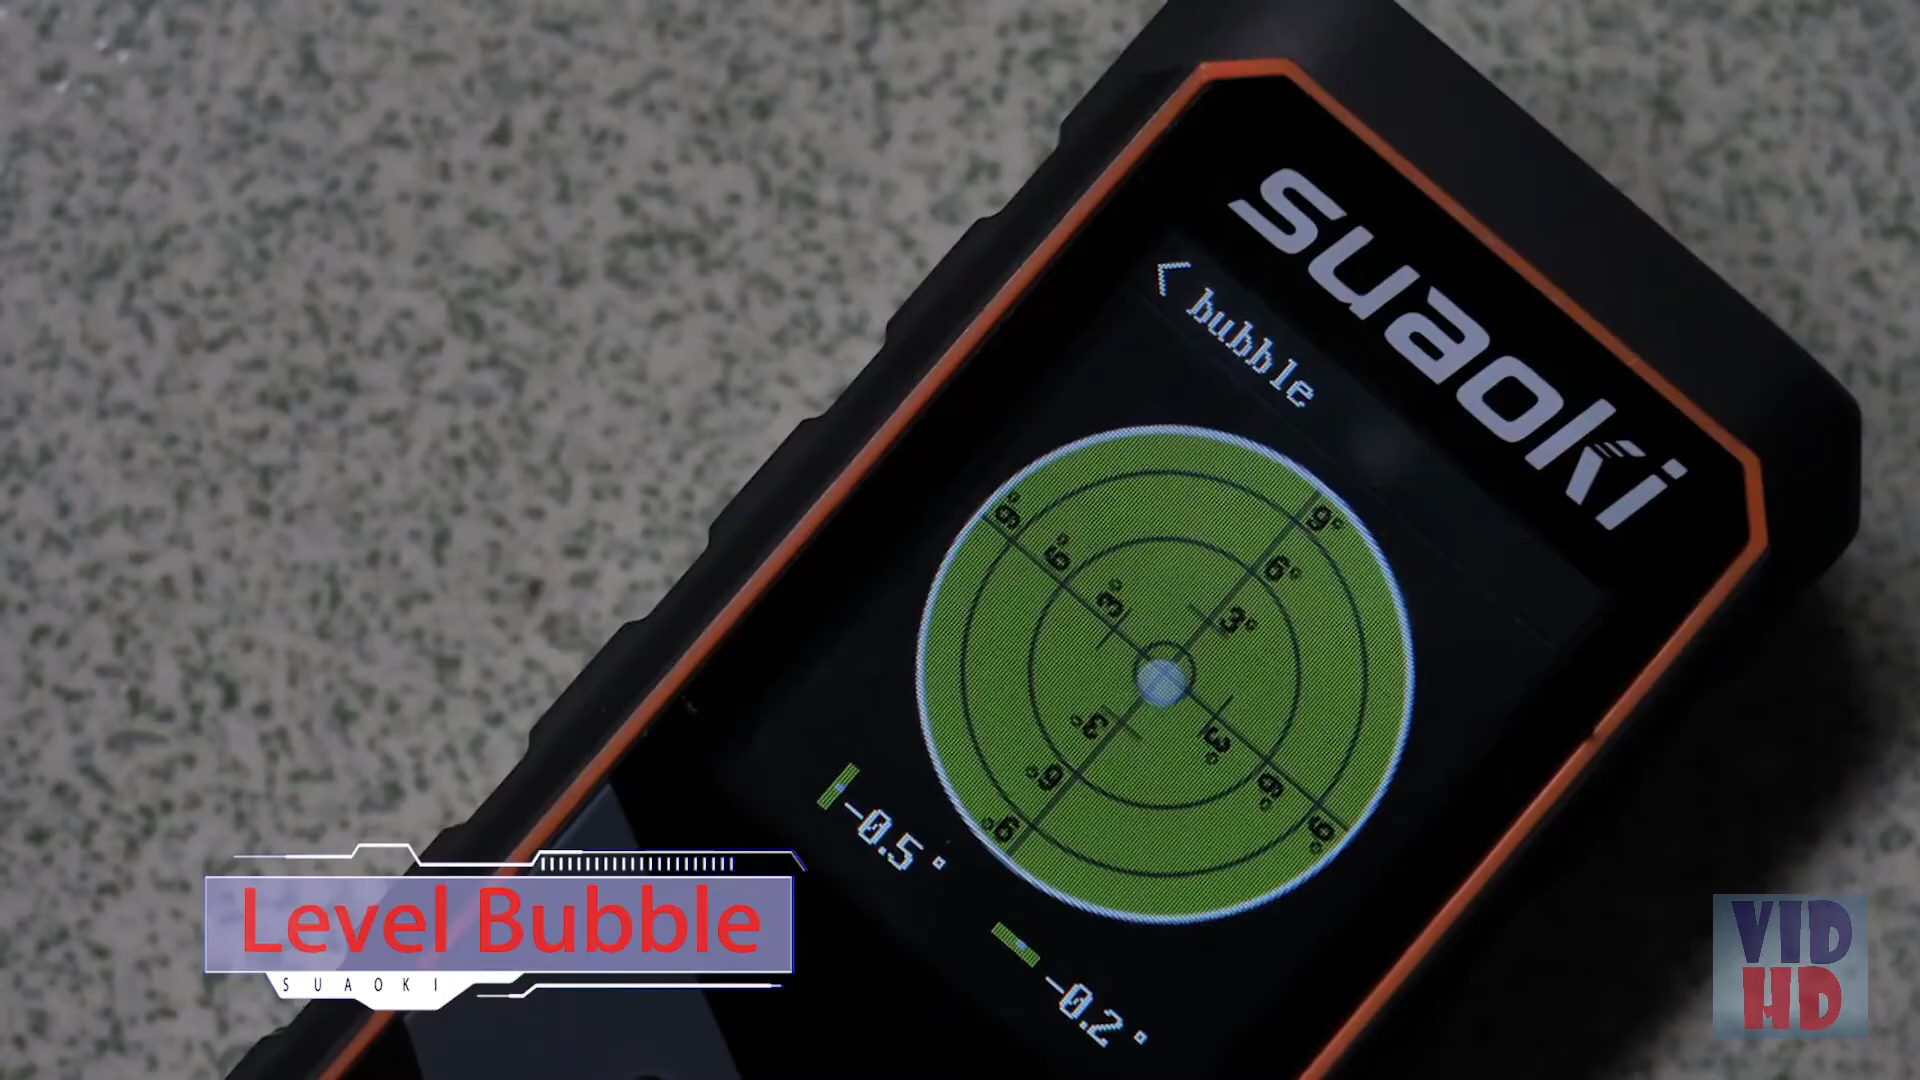 suaoki
< bubble
9° 9°
6° 6°
3° 3°
3° 3°
6° 6°
9° 9°
-0.5°
-0.2°
Level Bubble
SUAOKI
VID
HD